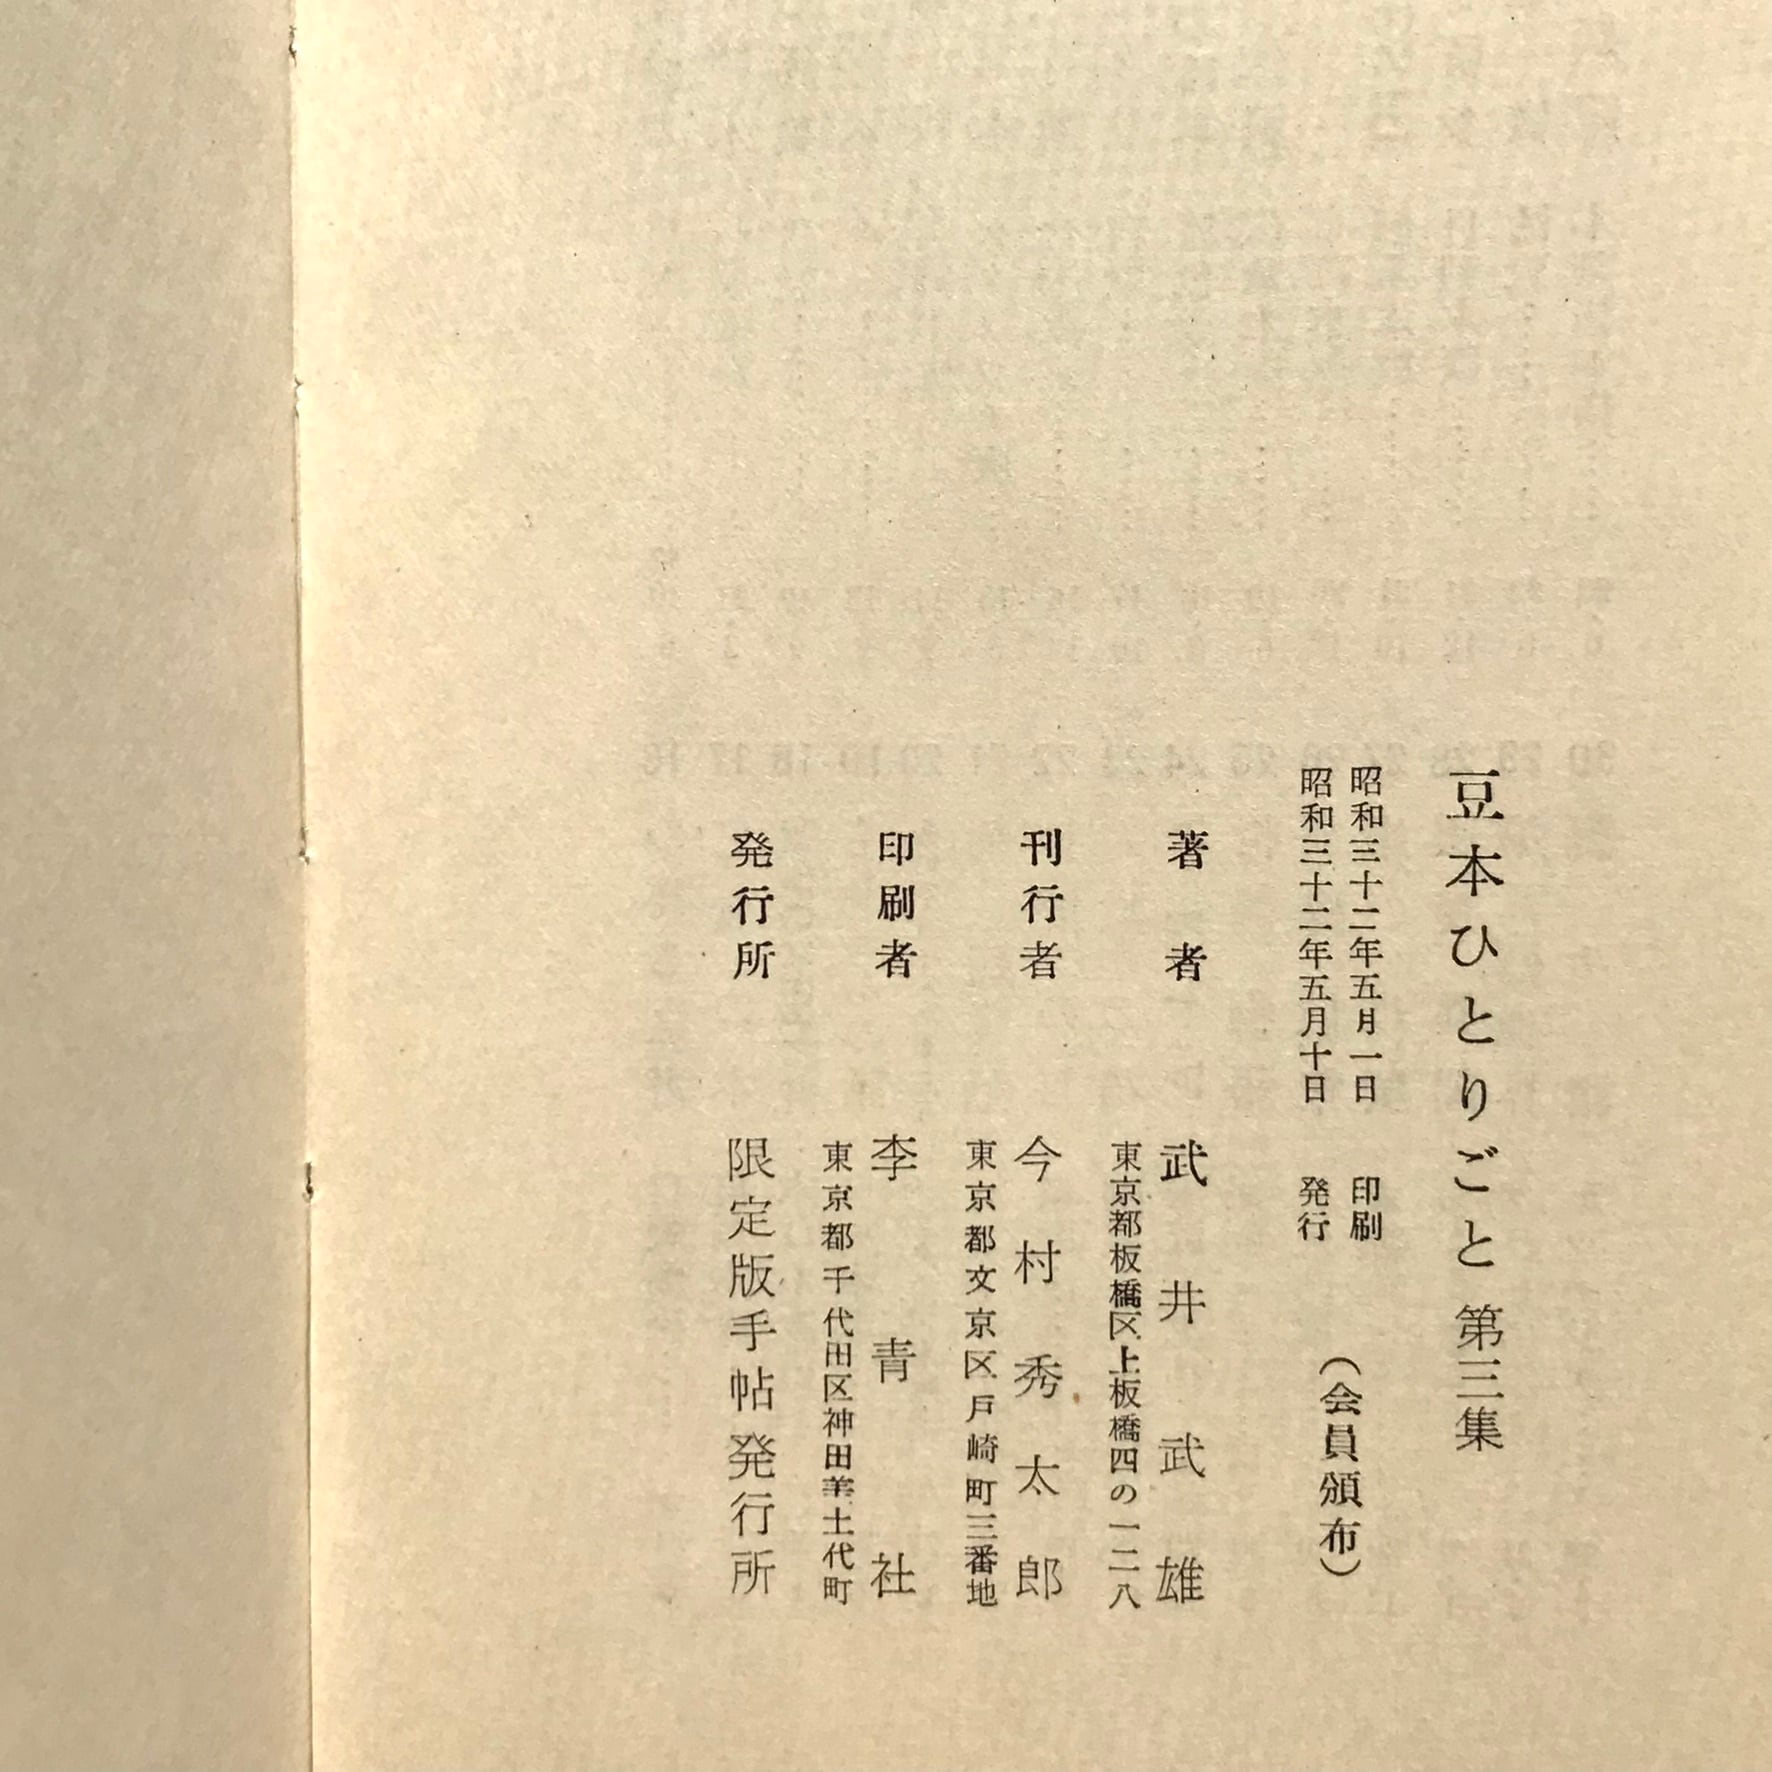 豆本ひとりごと 第三集
昭和三十二年五月一日 印刷
昭和三十二年五月十日 発行
（会員頒布）
著者 武井武雄
東京都板橋区上板橋四の一二八
刊行者 今村秀太郎
東京都文京区戸崎町三番地
印刷者 李青社
東京都千代田区神田美土代町
発行所 限定版手帖発行所